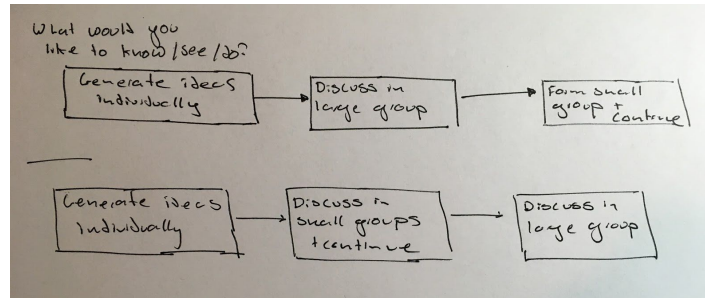 What would you
like to know/see/do?
Generate ideas
individually
Discuss in
large group
Form small
group +
continue
Generate ideas
individually
Discuss in
small groups
+ continue
Discuss in
large group